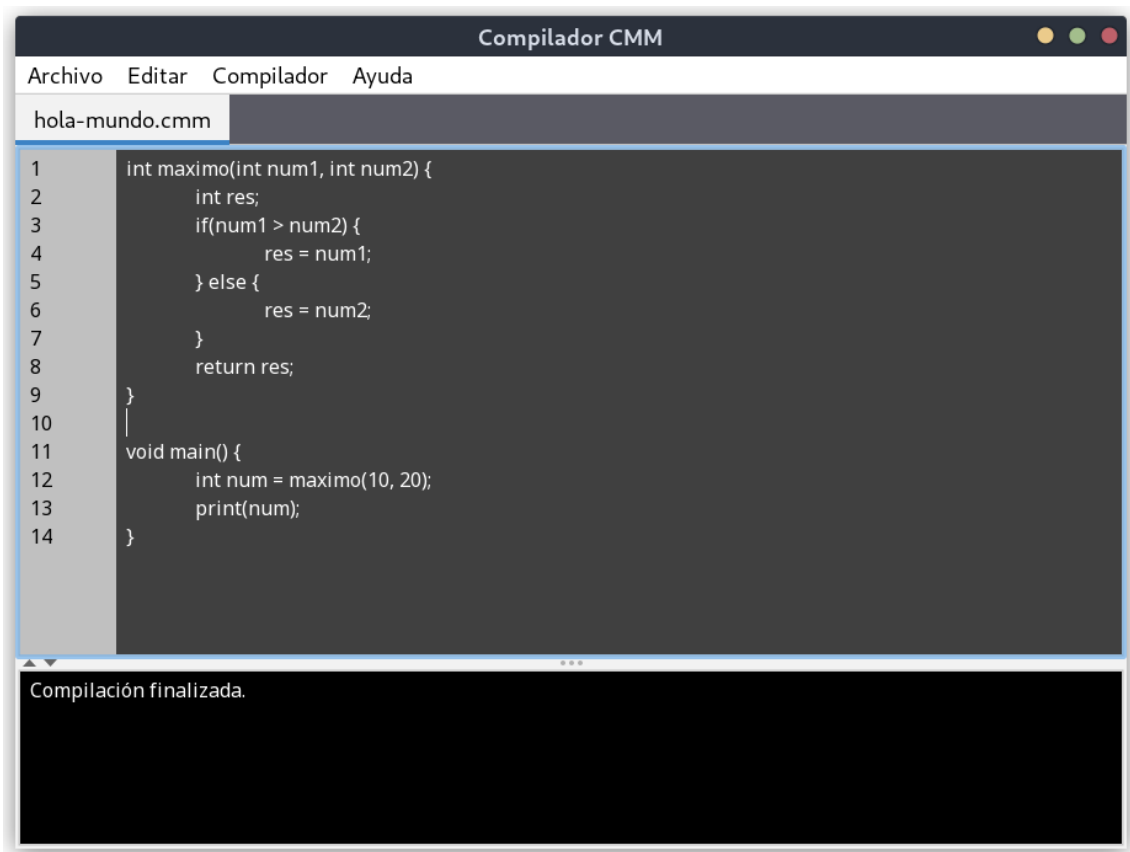 Compilador CMM
Archivo Editar Compilador Ayuda
hola-mundo.cmm
1 int maximo(int num1, int num2) {
2 int res;
3 if(num1 > num2) {
4 res = num1;
5 } else {
6 res = num2;
7 }
8 return res;
9 }
10
11 void main() {
12 int num = maximo(10, 20);
13 print(num);
14 }
Compilación finalizada.